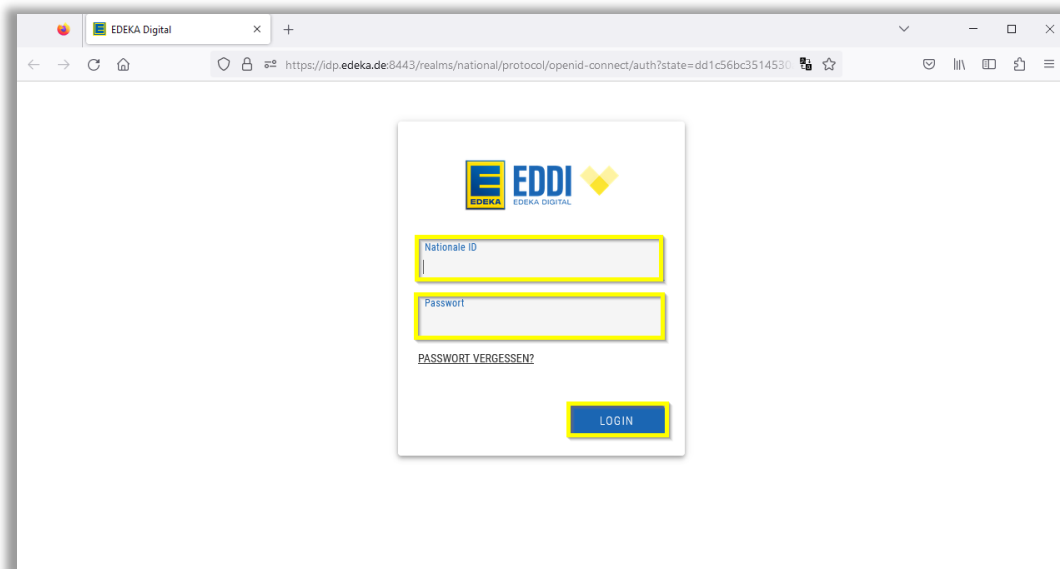 EDEKA Digital
https://idp.edeka.de:8443/realms/national/protocol/openid-connect/auth?state=dd1c56bc351453
E
EDEKA
EDDI
EDEKA DIGITAL
Nationale ID
Passwort
PASSWORT VERGESSEN?
LOGIN